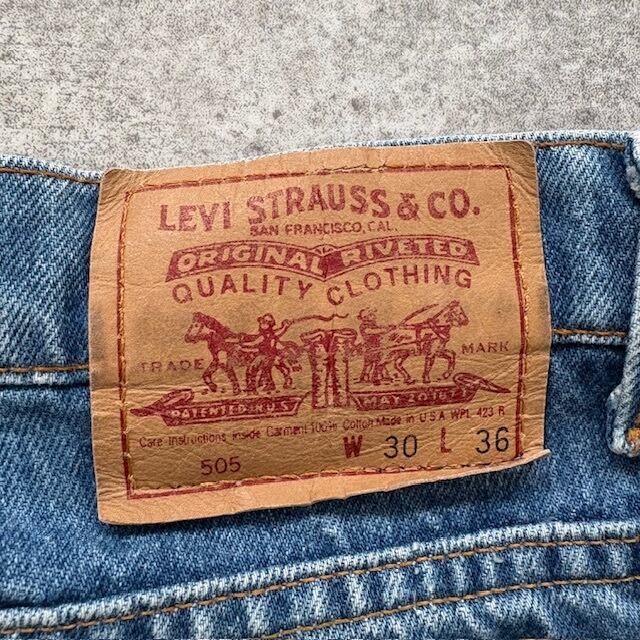 LEVI STRAUSS & CO.
SAN FRANCISCO, CAL.
ORIGINAL RIVETED
QUALITY CLOTHING
TRADE MARK
PATENTED IN U.S. MAY 20 1873
Care Instructions inside Garment 100% Cotton Made in U S A WPL 423 R
505 W 30 L 36